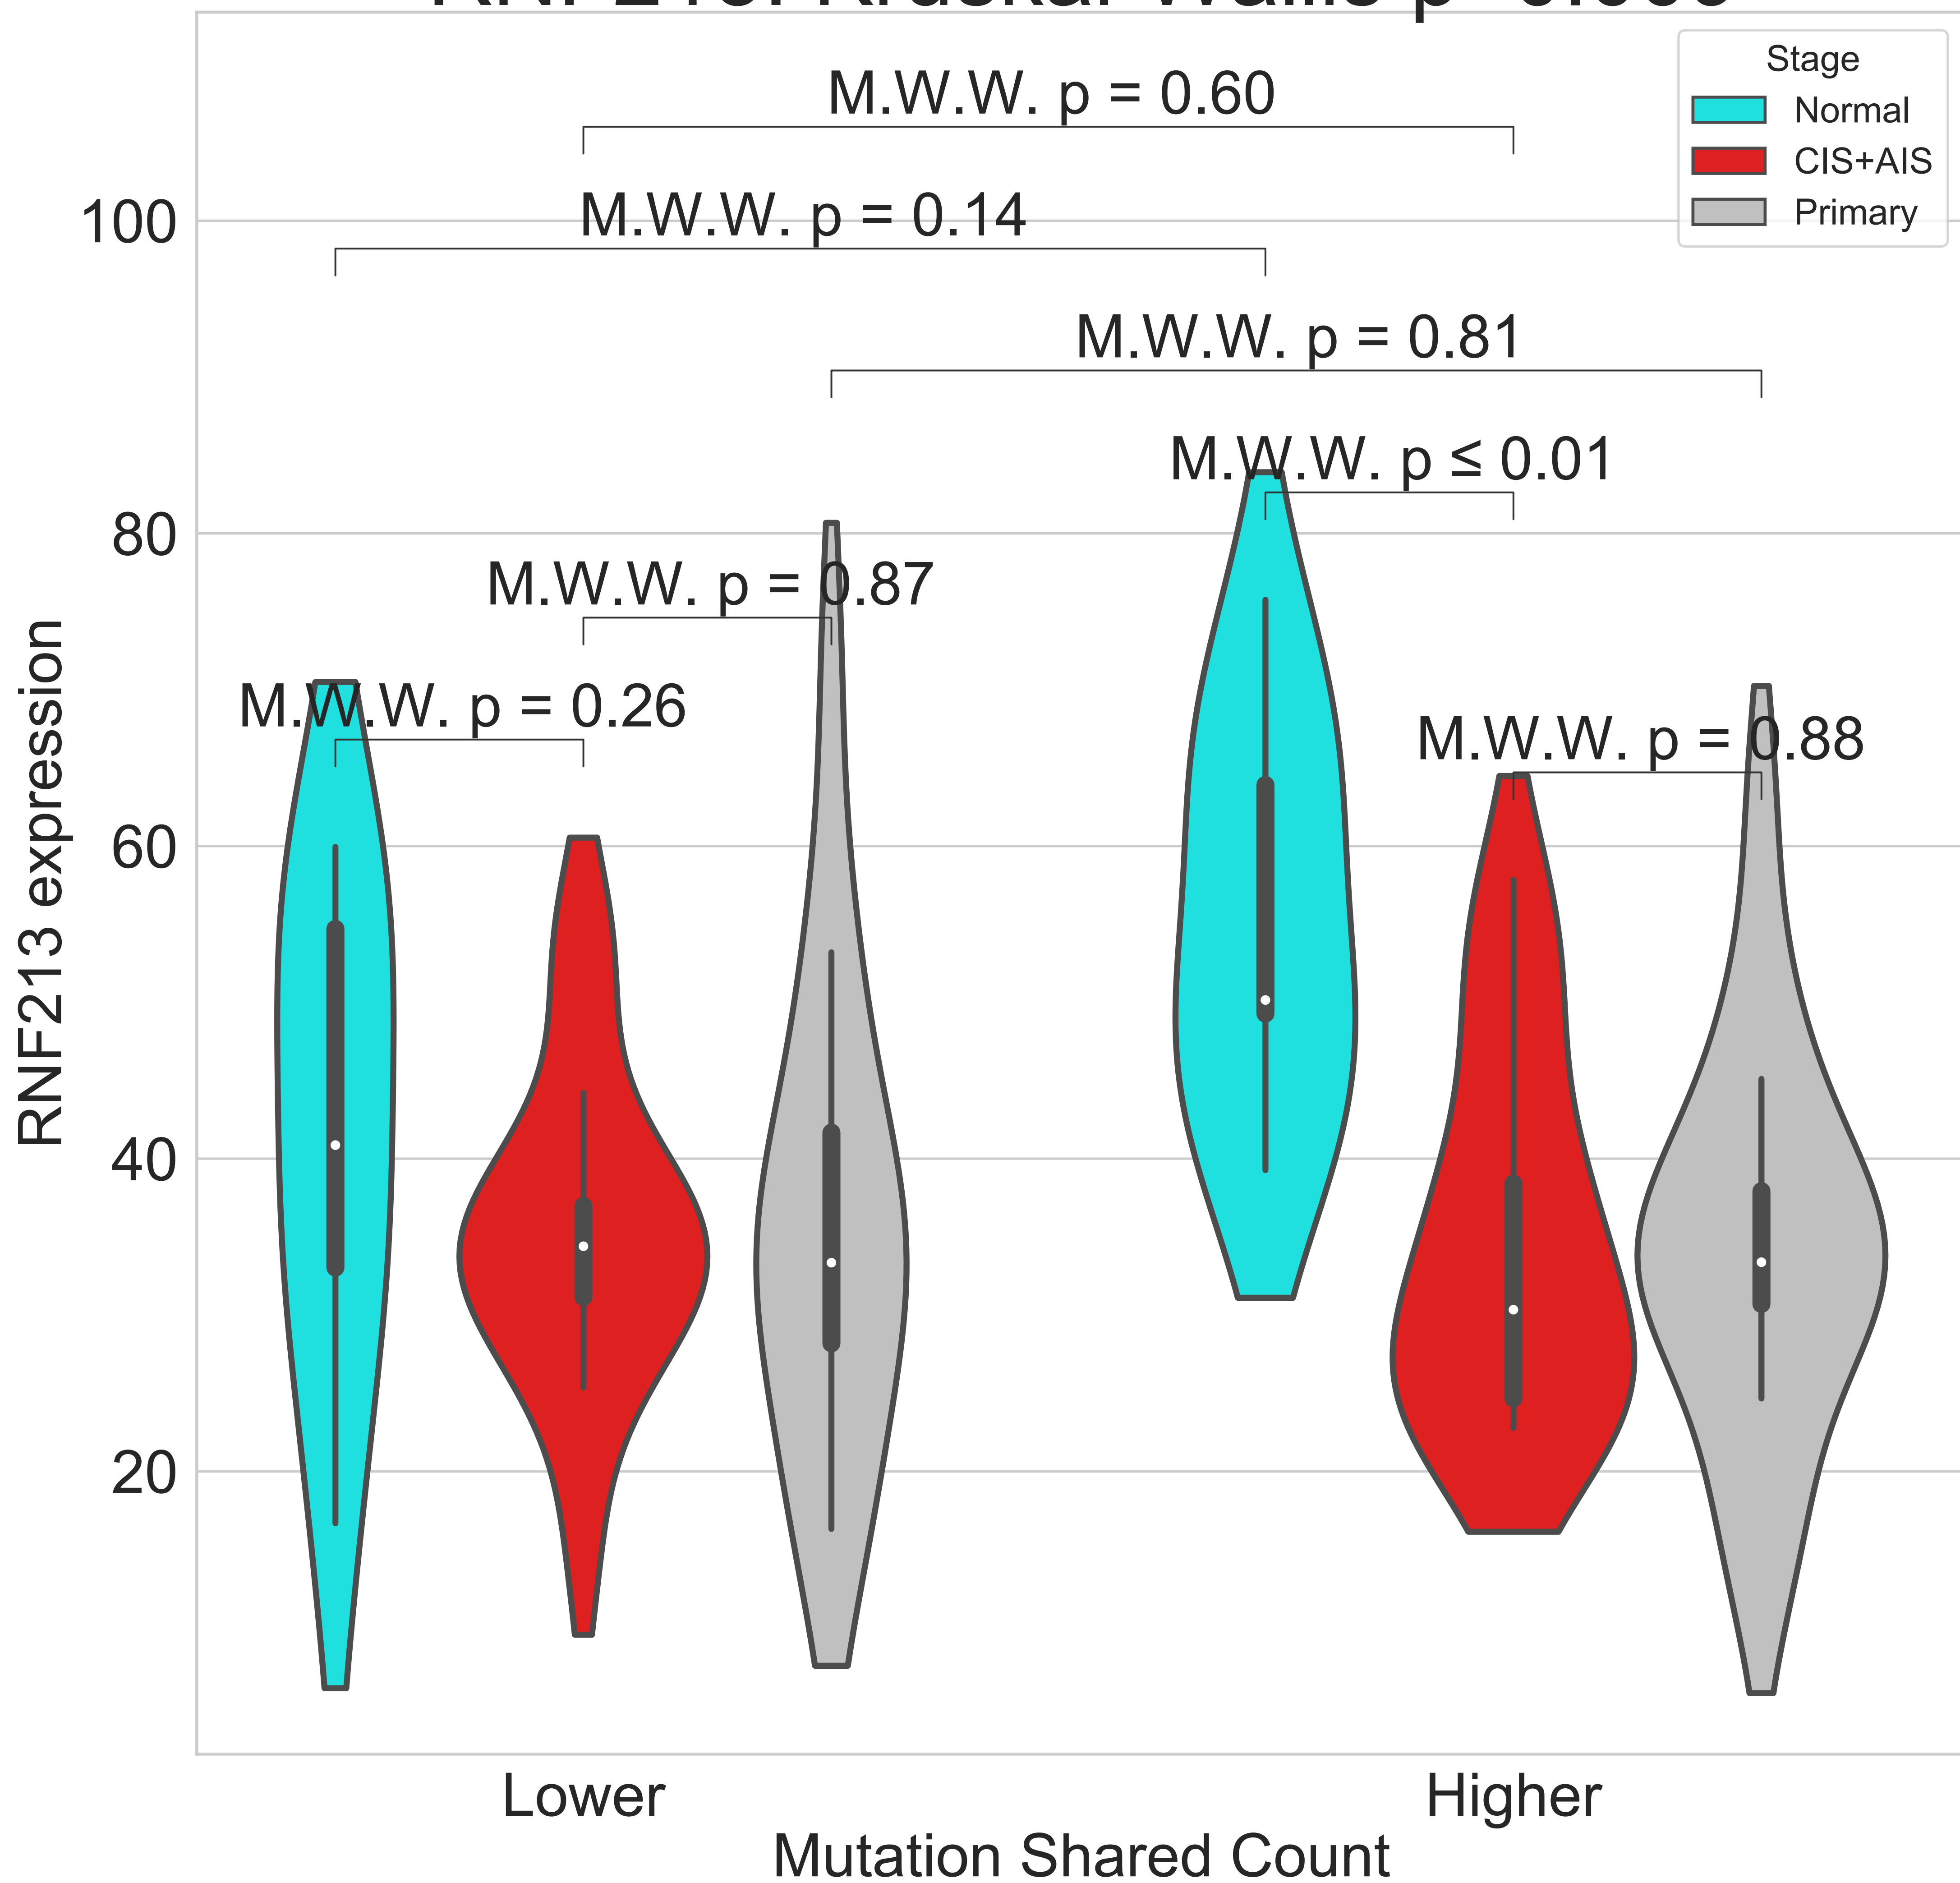 Stage
Normal
CIS+AIS
Primary
M.W.W. p = 0.60
M.W.W. p = 0.14
M.W.W. p = 0.81
M.W.W. p ≤ 0.01
M.W.W. p = 0.87
M.W.W. p = 0.26
M.W.W. p = 0.88
100
80
60
40
20
RNF213 expression
Lower
Higher
Mutation Shared Count